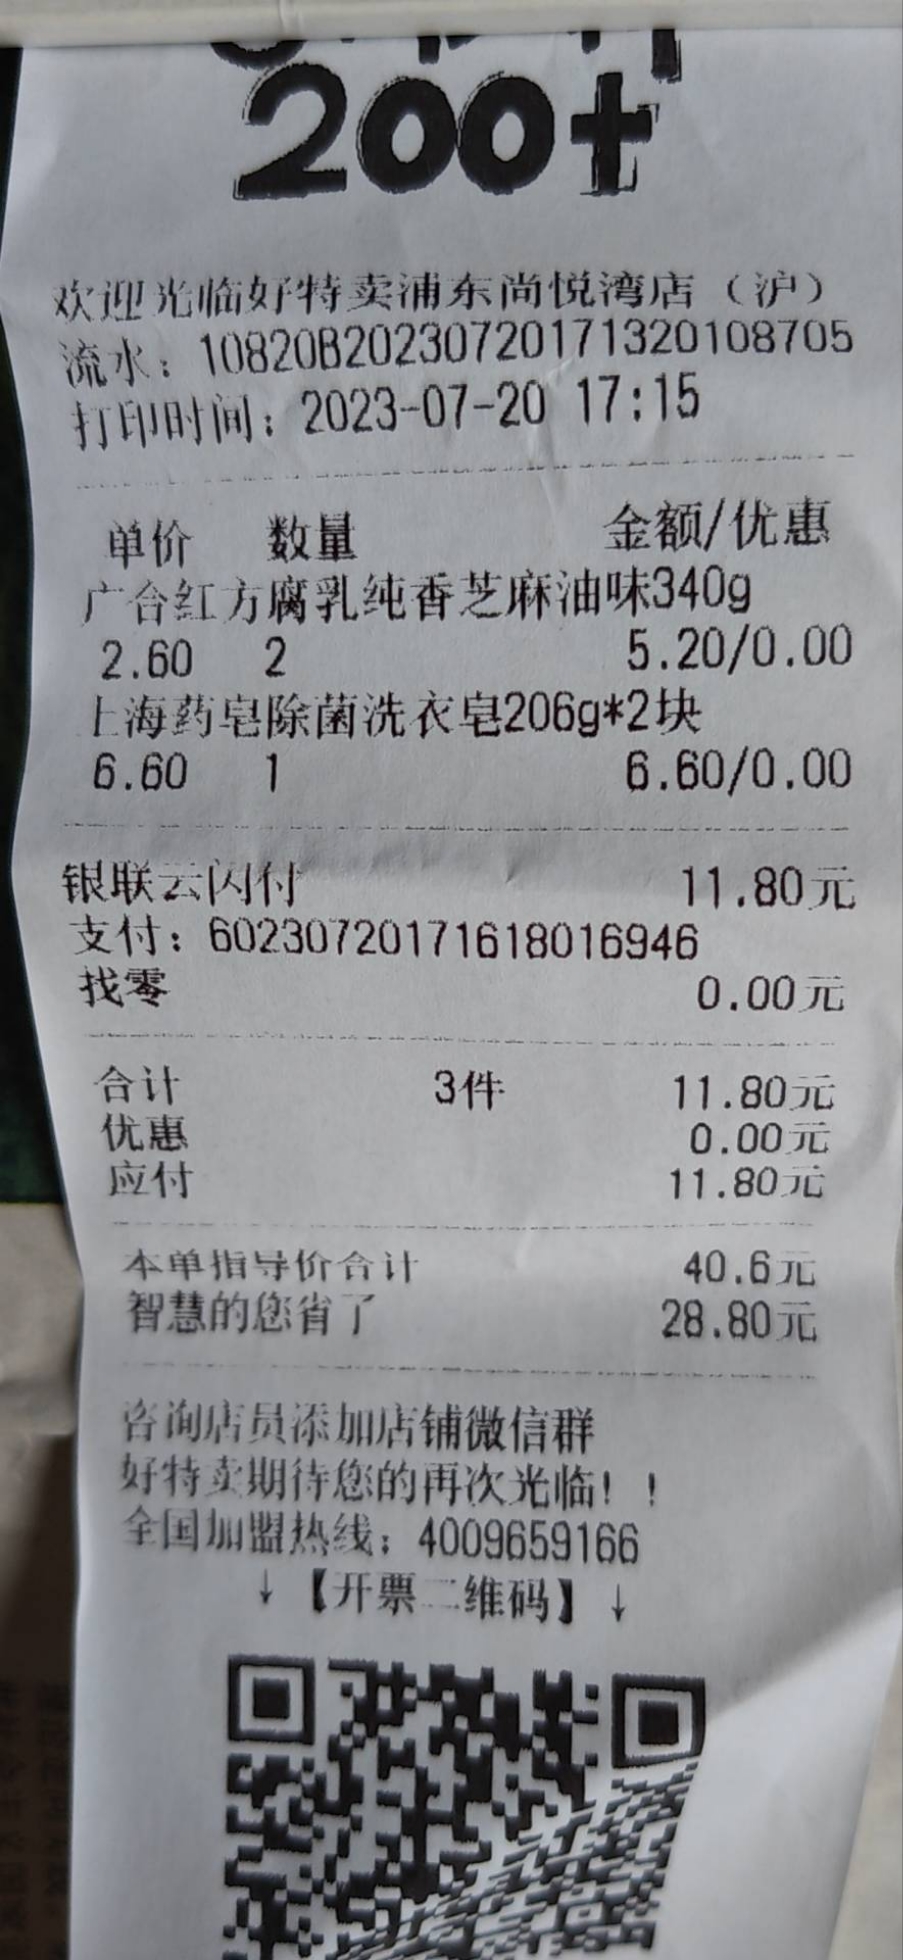 200+
欢迎光临好特卖浦东尚悦湾店（沪）
流水：10820B202307201713201087​05
打印时间：2023-07-20 17:15
单价 数量 金额/优惠
广合红方腐乳纯香芝麻油味340g
2.60 2 5.20/0.00
上海药皂除菌洗衣皂206g*2块
6.60 1 6.60/0.00
银联云闪付 11.80元
支付：602307201716180​16946
找零 0.00元
合计 3件 11.80元
优惠 0.00元
应付 11.80元
本单指导价合计 40.6元
智慧的您省了 28.80元
咨询店员添加店铺微信群
好特卖期待您的再次光临！！
全国加盟热线：4009659166
↓【开票二维码】↓